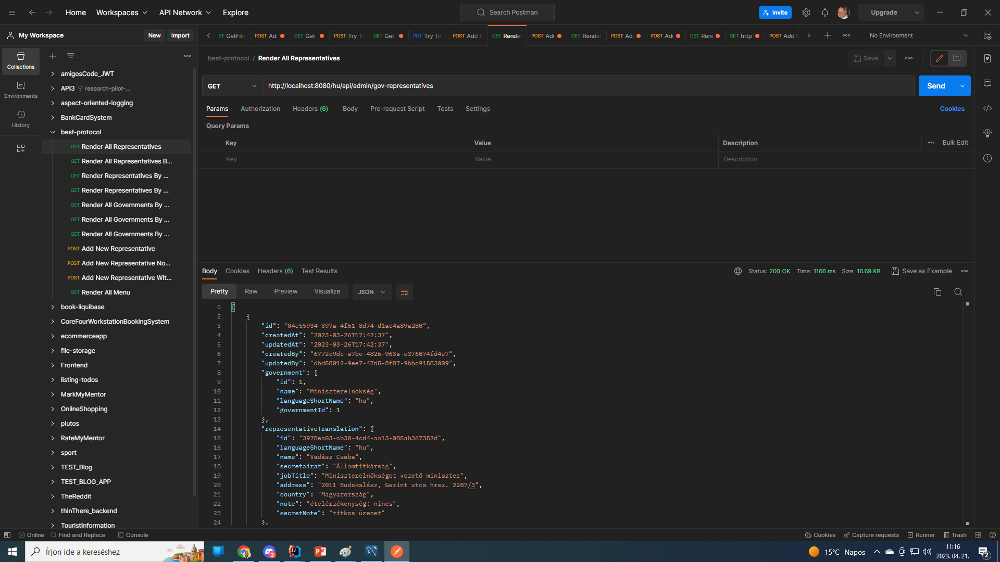 Home
Workspaces
API Network
Explore
Search Postman
Invite
Upgrade
My Workspace
New
Import
GET GetFile
POST Add
GET Get
POST Try To
GET Get
PUT Try To
POST Add N
GET Render
POST Add
GET Render
POST Add
POST Add
GET Ren
GET http
POST Add N
No Environment
Collections
Environments
History
amigosCode_JWT
API3 research-pilot-...
aspect-oriented-logging
BankCardSystem
best-protocol
GET Render All Representatives
GET Render All Representatives B...
GET Render Representatives By ...
GET Render Representatives By ...
GET Render All Governments By ...
GET Render All Governments By ...
GET Render All Governments By ...
POST Add New Representative
POST Add New Representative No...
POST Add New Representative Wit...
GET Render All Menu
book-liquibase
CoreFourWorkstationBookingSystem
ecommerceapp
file-storage
Frontend
listing-todos
MarkMyMentor
OnlineShopping
plutos
RateMyMentor
sport
TEST_Blog
TEST_BLOG_APP
TheReddit
thinThere_backend
TouristInformation
best-protocol / Render All Representatives
Save
GET
http://localhost:8080/hu/api/admin/gov-representatives
Send
Params
Authorization
Headers (6)
Body
Pre-request Script
Tests
Settings
Cookies
Query Params
Key
Value
Description
Bulk Edit
Key
Value
Description
Body
Cookies
Headers (6)
Test Results
Status: 200 OK
Time: 1166 ms
Size: 16.69 KB
Save as Example
Pretty
Raw
Preview
Visualize
JSON
1 [
2 {
3 "id": "04e55934-397a-4f61-8d74-d1ac4a89a280",
4 "createdAt": "2023-03-26T17:42:37",
5 "updatedAt": "2023-03-26T17:42:37",
6 "createdBy": "6772c9dc-a7be-4826-963a-e376074fd4e7",
7 "updatedBy": "dbd58012-9ee7-47d5-8f87-9bbc91583009",
8 "government": {
9 "id": 1,
10 "name": "Miniszterelnökség",
11 "languageShortName": "hu",
12 "governmentId": 1
13 },
14 "representativeTranslation": {
15 "id": "3978ea03-cb30-4cd4-aa13-085ab367352d",
16 "languageShortName": "hu",
17 "name": "Vadász Csaba",
18 "secretairat": "Államtitkárság",
19 "jobTitle": "Miniszterelnökséget vezető miniszter",
20 "address": "2011 Budakalász, Gerint utca hrsz. 2287/3",
21 "country": "Magyarország",
22 "note": "ételérzékenység: nincs",
23 "secretNote": "titkos üzenet"
24 },
Online
Find and Replace
Console
Cookies
Capture requests
Runner
Trash
Írjon ide a kereséshez
3
15°C Napos
11:16
2023. 04. 21.
2